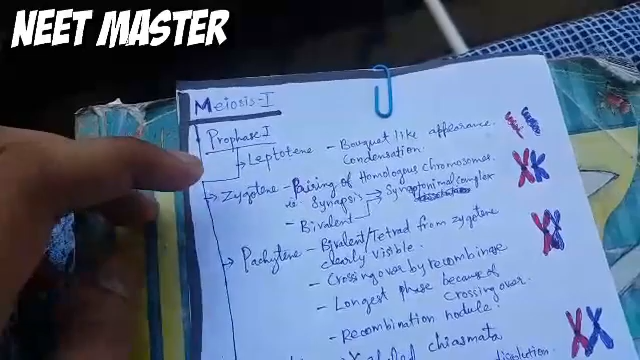 NEET MASTER
Meiosis-I
Prophase I
Leptotene - Bouquet like appearance.
Condensation.
Zygotene - Pairing of Homologous chromosomes.
is Synapsis → Synaptonimal complex
- Bivalent
Pachytene - Bivalent/Tetrad from zygotene
clearly visible.
- Crossing over by recombinase
- Longest phase because of
Crossing over.
- Recombination nodule.
chiasmata
dissolution.